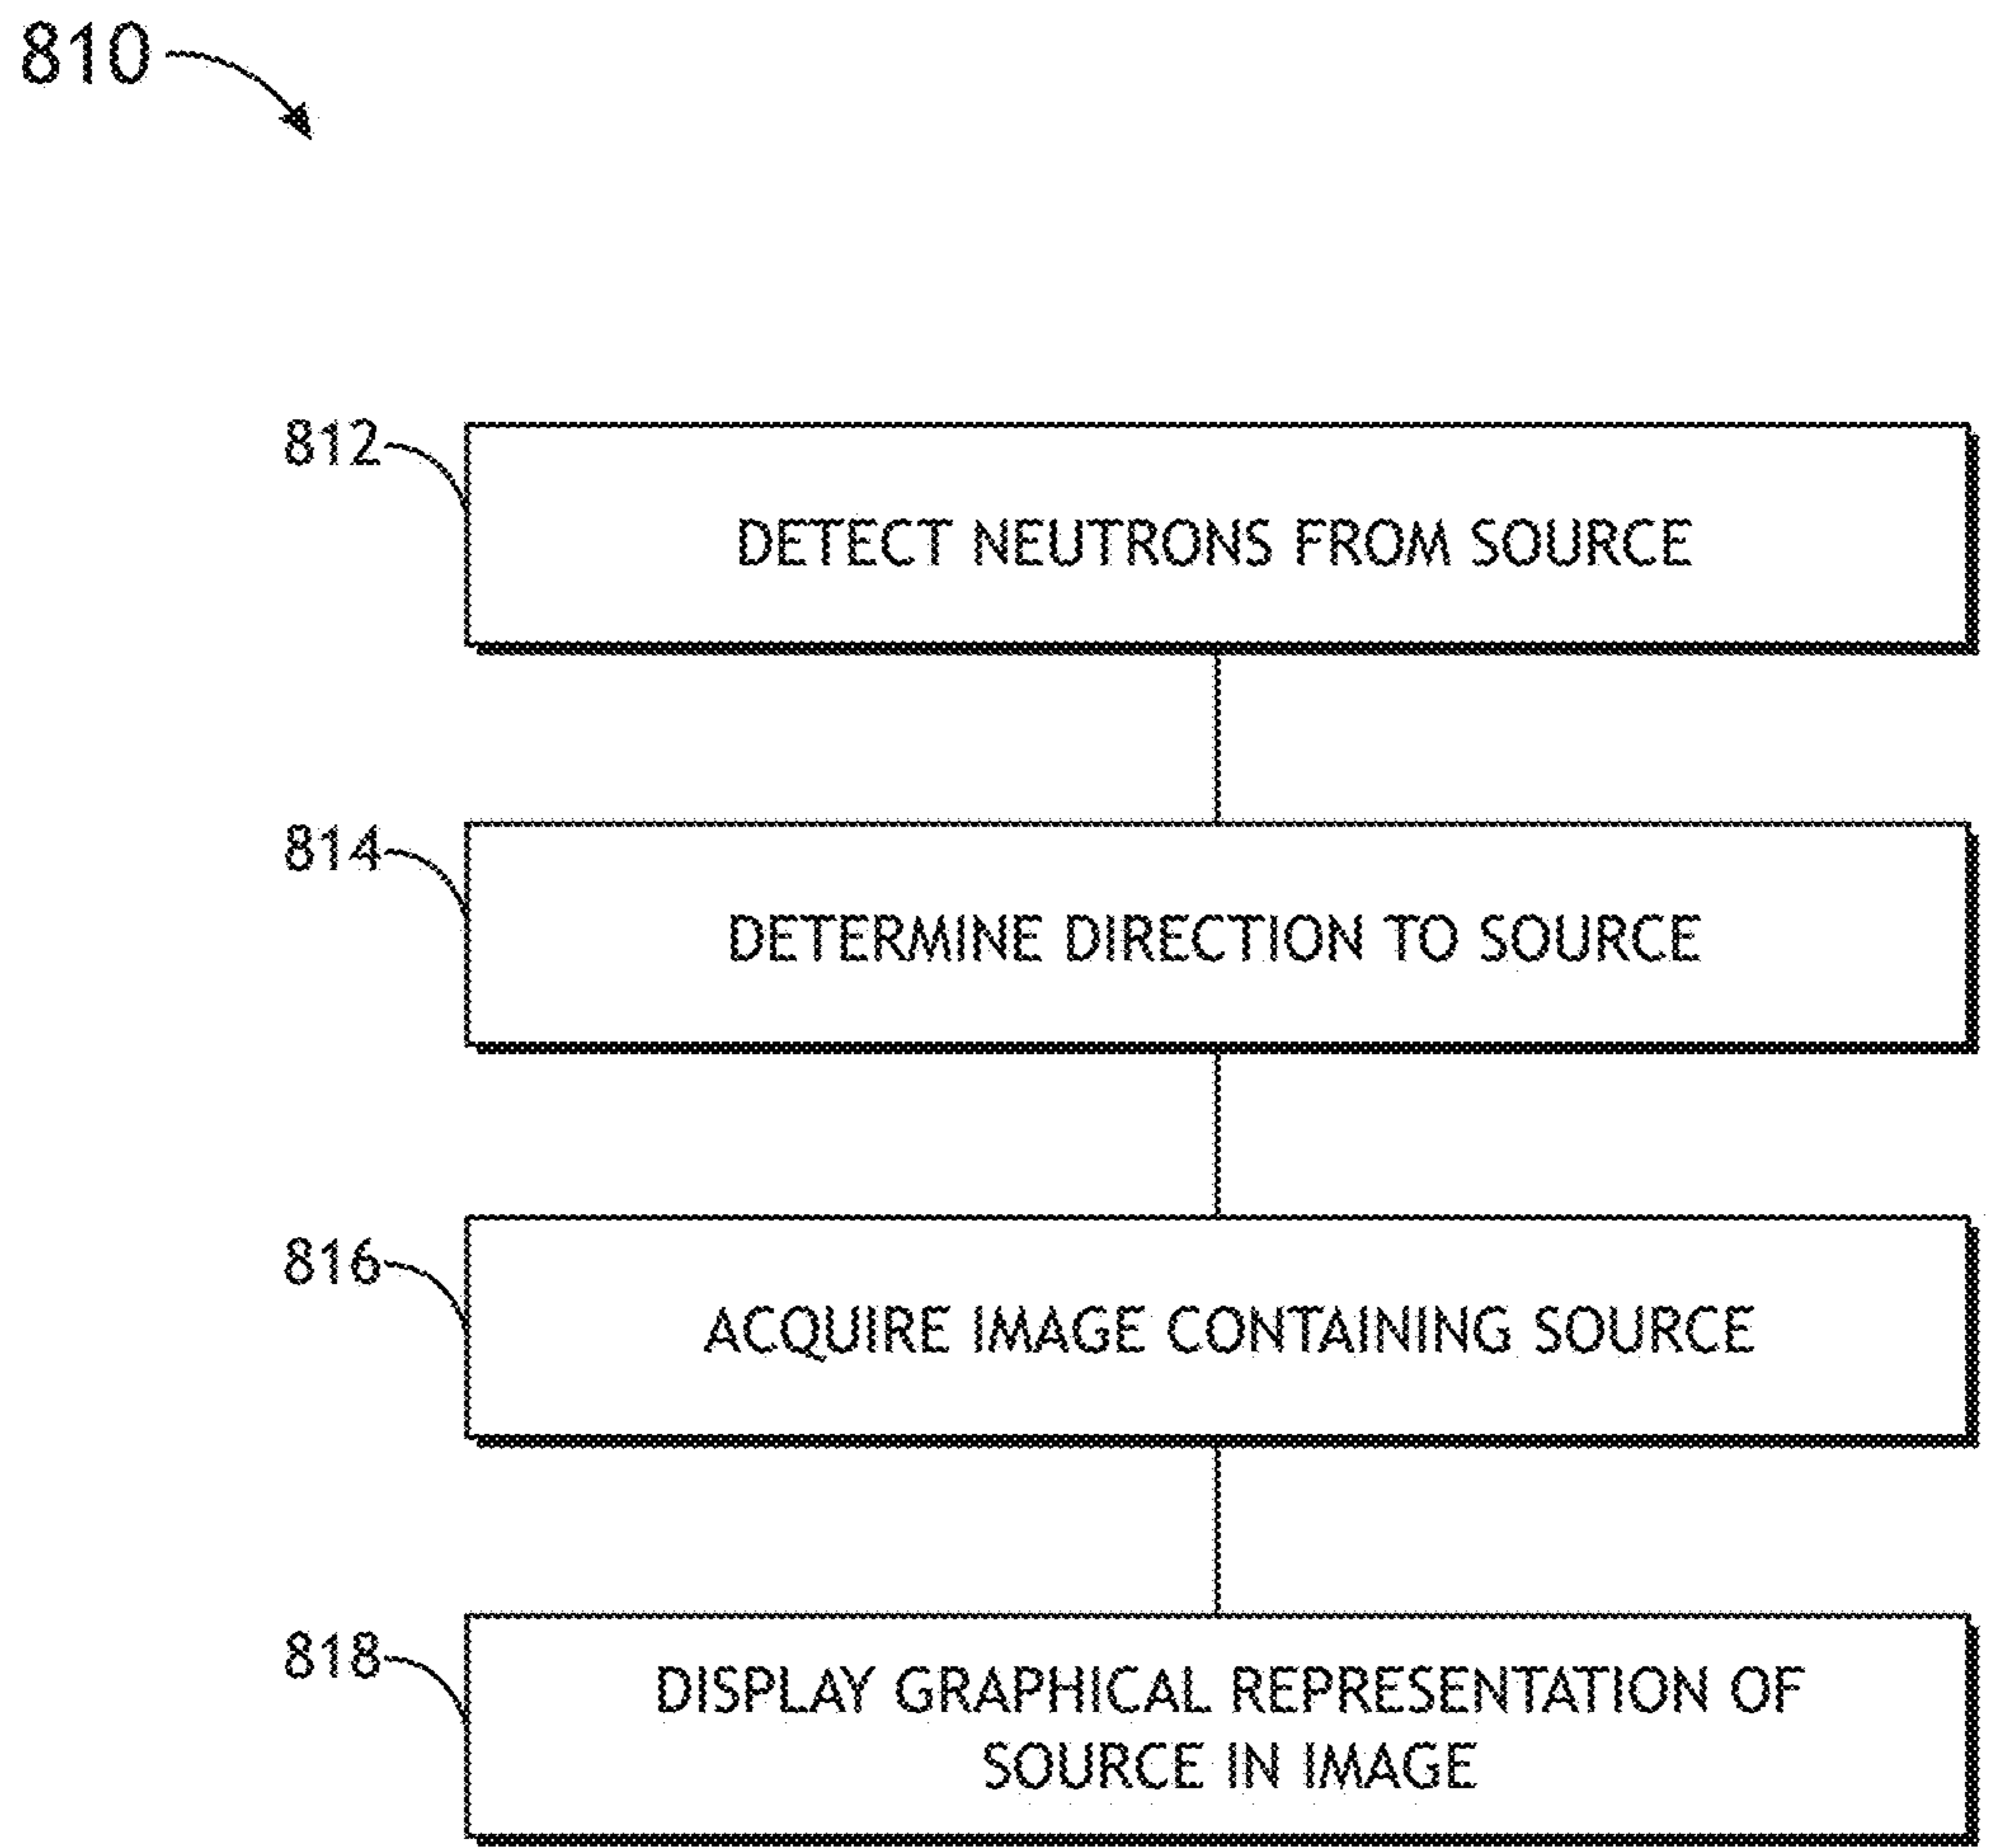 810
812
DETECT NEUTRONS FROM SOURCE
814
DETERMINE DIRECTION TO SOURCE
816
ACQUIRE IMAGE CONTAINING SOURCE
818
DISPLAY GRAPHICAL REPRESENTATION OF
SOURCE IN IMAGE